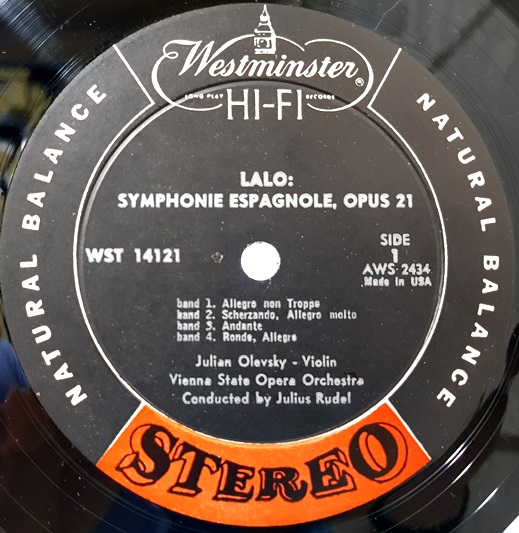 Westminster®
LONG PLAY RECORDS
HI-FI
NATURAL BALANCE
NATURAL BALANCE
LALO:
SYMPHONIE ESPAGNOLE, OPUS 21
WST 14121
SIDE
1
AWS 2434
Made in USA
band 1. Allegro non Troppo
band 2. Scherzando, Allegro molto
band 3. Andante
band 4. Rondo, Allegro
Julian Olevsky - Violin
Vienna State Opera Orchestra
Conducted by Julius Rudel
STEREO